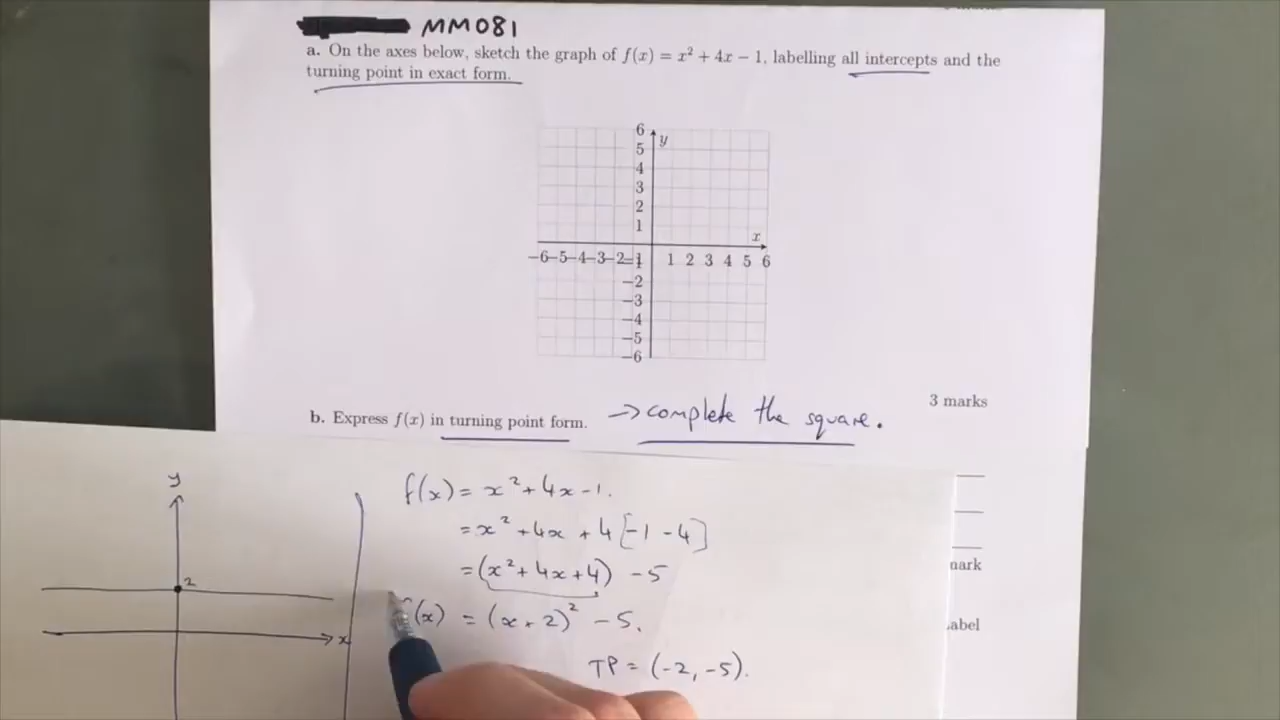 MM081
a. On the axes below, sketch the graph of f(x) = x² + 4x − 1, labelling all intercepts and the
turning point in exact form.
6
y
5
4
3
2
1
x
−6−5−4−3−2−1 1 2 3 4 5 6
−2
−3
−4
−5
−6
3 marks
b. Express f(x) in turning point form. → complete the square.
f(x) = x² + 4x - 1.
= x² + 4x + 4 [-1 - 4]
= (x² + 4x + 4) - 5
(x) = (x + 2)² - 5.
TP = (-2, -5).
y
2
x
mark
label